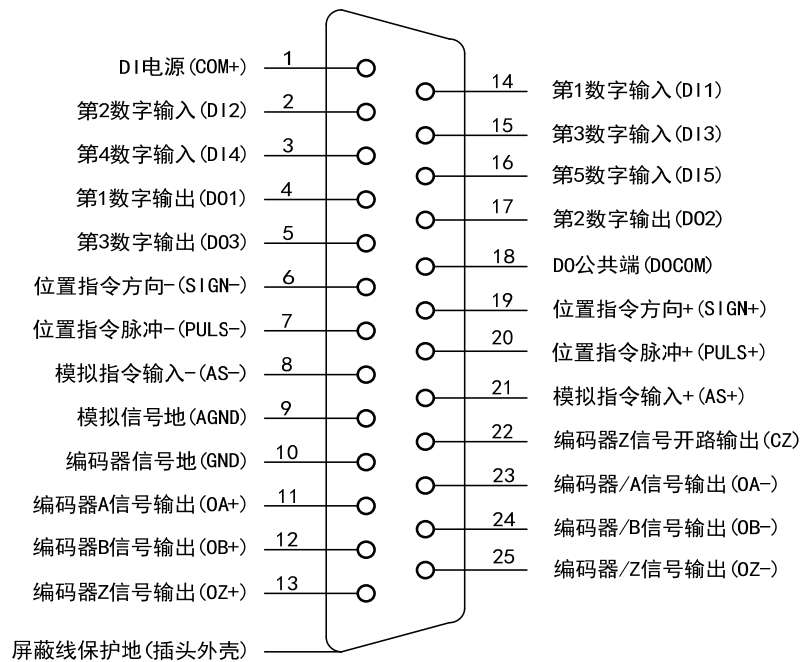 DI电源(COM+) 1
第2数字输入(DI2) 2
第4数字输入(DI4) 3
第1数字输出(DO1) 4
第3数字输出(DO3) 5
位置指令方向-(SIGN-) 6
位置指令脉冲-(PULS-) 7
模拟指令输入-(AS-) 8
模拟信号地(AGND) 9
编码器信号地(GND) 10
编码器A信号输出(OA+) 11
编码器B信号输出(OB+) 12
编码器Z信号输出(OZ+) 13
屏蔽线保护地(插头外壳)
14 第1数字输入(DI1)
15 第3数字输入(DI3)
16 第5数字输入(DI5)
17 第2数字输出(DO2)
18 DO公共端(DOCOM)
19 位置指令方向+(SIGN+)
20 位置指令脉冲+(PULS+)
21 模拟指令输入+(AS+)
22 编码器Z信号开路输出(CZ)
23 编码器/A信号输出(OA-)
24 编码器/B信号输出(OB-)
25 编码器/Z信号输出(OZ-)